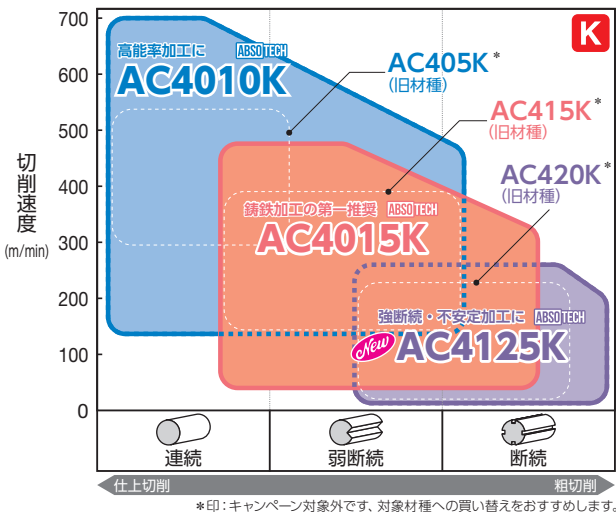 700
600
500
400
300
200
100
0
切削速度
(m/min)
K
高能率加工に ABSOTECH
AC4010K
AC405K*
(旧材種)
AC415K*
(旧材種)
AC420K*
(旧材種)
鋳鉄加工の第一推奨 ABSOTECH
AC4015K
強断続・不安定加工に ABSOTECH
New AC4125K
連続
弱断続
断続
仕上切削
粗切削
*印:キャンペーン対象外です、対象材種への買い替えをおすすめします。